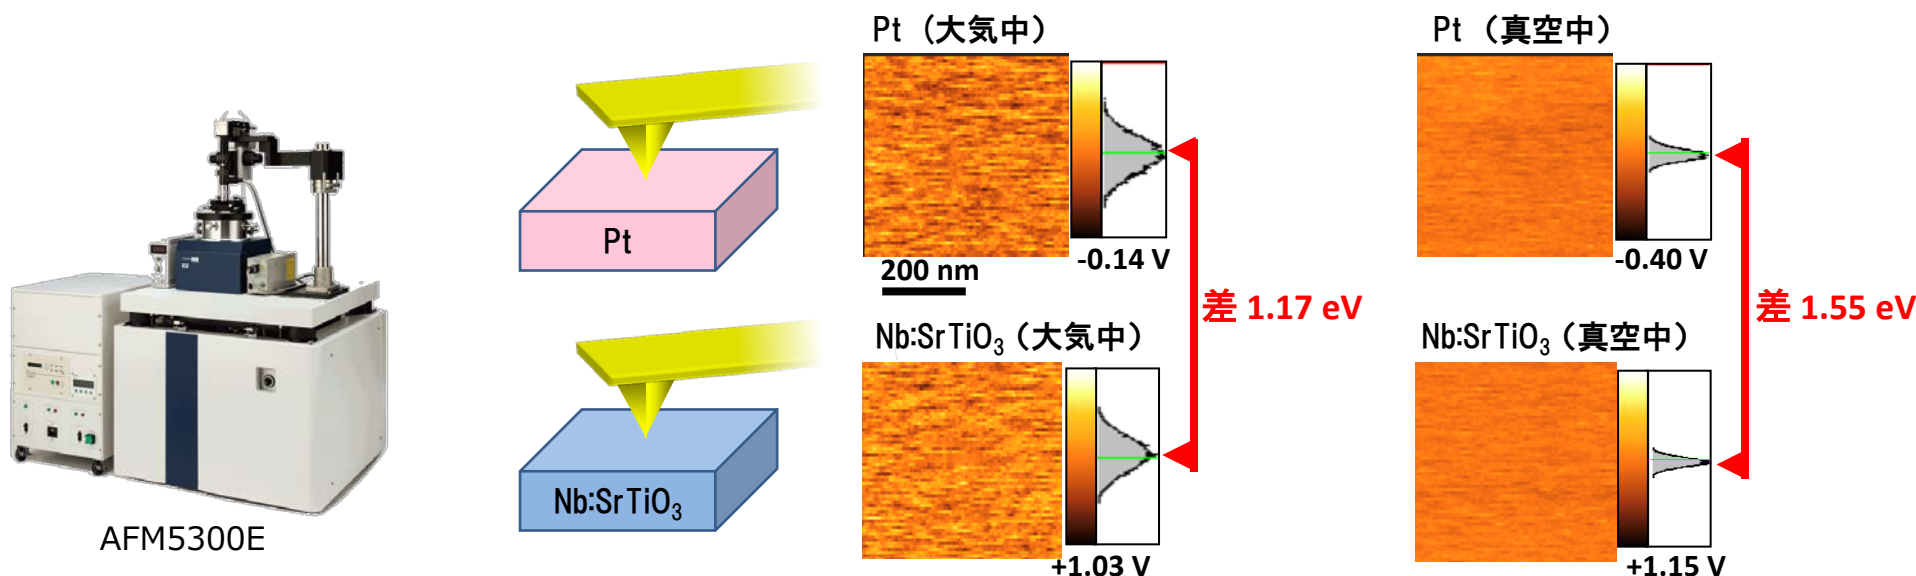 Pt（大気中）
Pt（真空中）
Pt
-0.14 V
-0.40 V
200 nm
差 1.17 eV
差 1.55 eV
Nb:SrTiO₃（大気中）
Nb:SrTiO₃（真空中）
Nb:SrTiO₃
AFM5300E
+1.03 V
+1.15 V